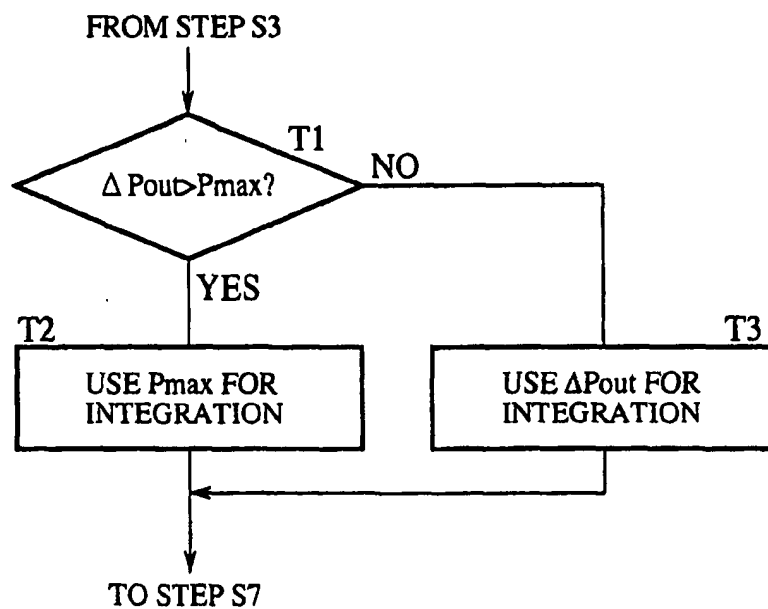 FROM STEP S3
T1
Δ Pout>Pmax?
NO
YES
T2
USE Pmax FOR
INTEGRATION
T3
USE ΔPout FOR
INTEGRATION
TO STEP S7